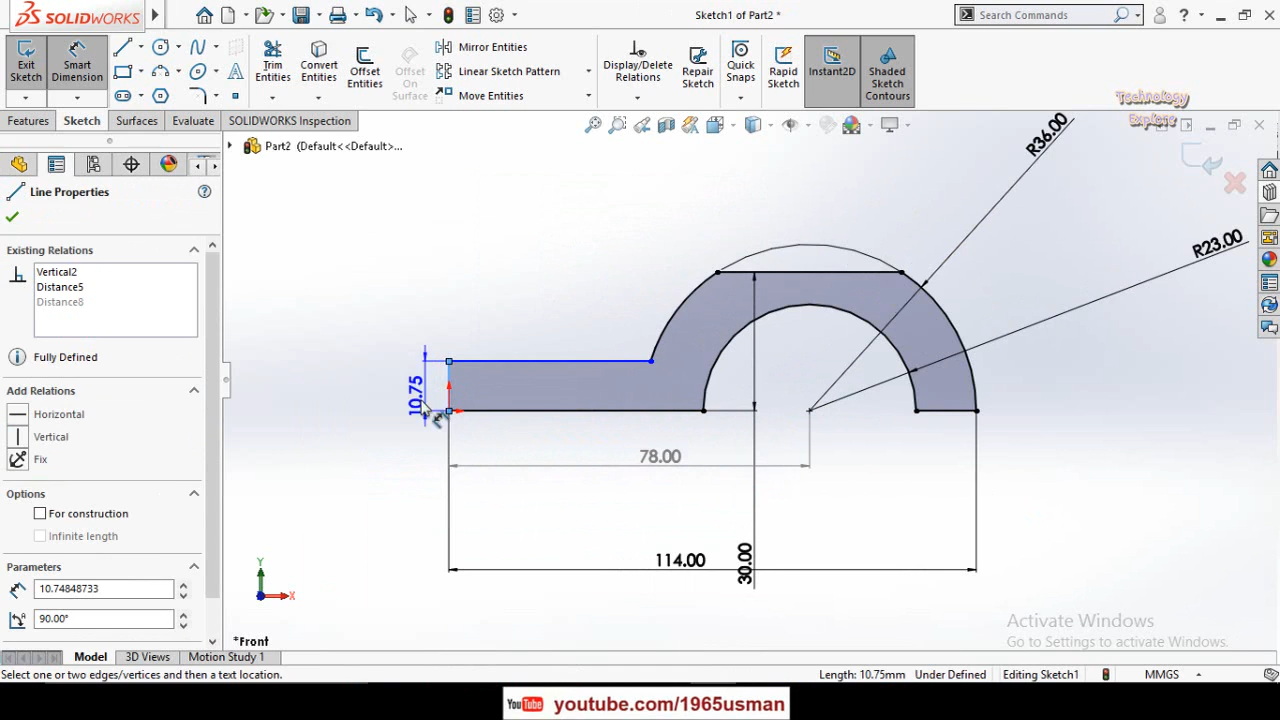 SOLIDWORKS
Sketch1 of Part2 *
Search Commands
Exit Sketch
Smart Dimension
Trim Entities
Convert Entities
Offset Entities
Offset On Surface
Mirror Entities
Linear Sketch Pattern
Move Entities
Display/Delete Relations
Repair Sketch
Quick Snaps
Rapid Sketch
Instant2D
Shaded Sketch Contours
Technology Explore
Features
Sketch
Surfaces
Evaluate
SOLIDWORKS Inspection
Part2 (Default<<Default>...
Line Properties
Existing Relations
Vertical2
Distance5
Distance8
Fully Defined
Add Relations
Horizontal
Vertical
Fix
Options
For construction
Infinite length
Parameters
10.74848733
90.00°
R36.00
R23.00
10.75
78.00
114.00
30.00
Y
X
*Front
Activate Windows
Go to Settings to activate Windows.
Model
3D Views
Motion Study 1
Select one or two edges/vertices and then a text location.
Length: 10.75mm
Under Defined
Editing Sketch1
MMGS
YouTube youtube.com/1965usman